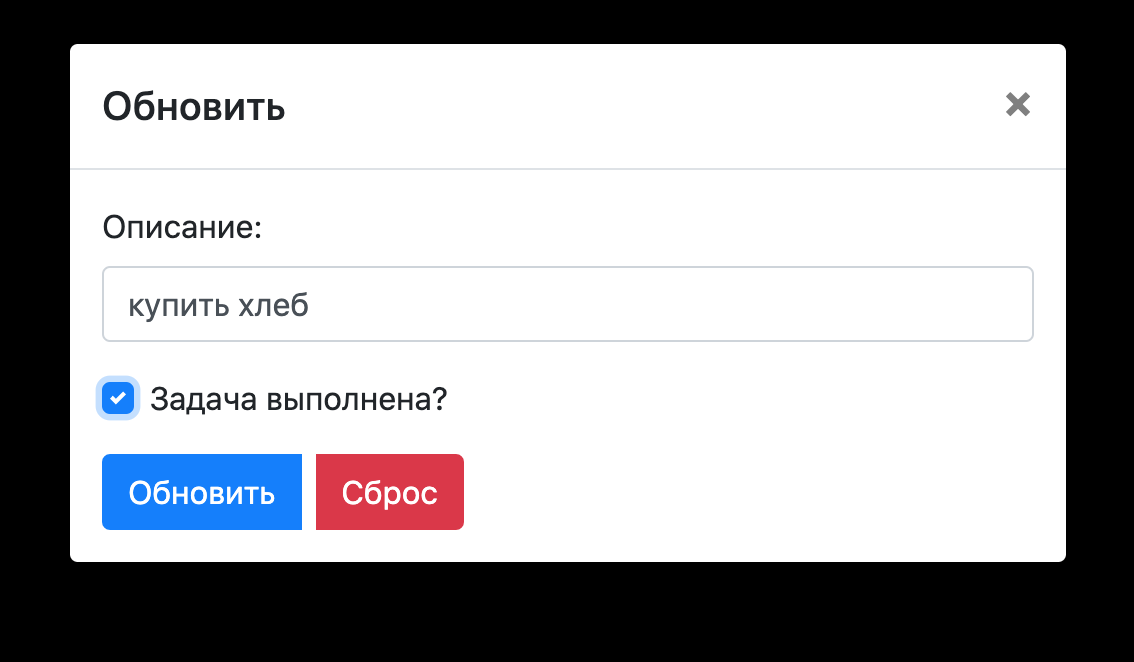 Обновить
Описание:
купить хлеб
Задача выполнена?
Обновить Сброс